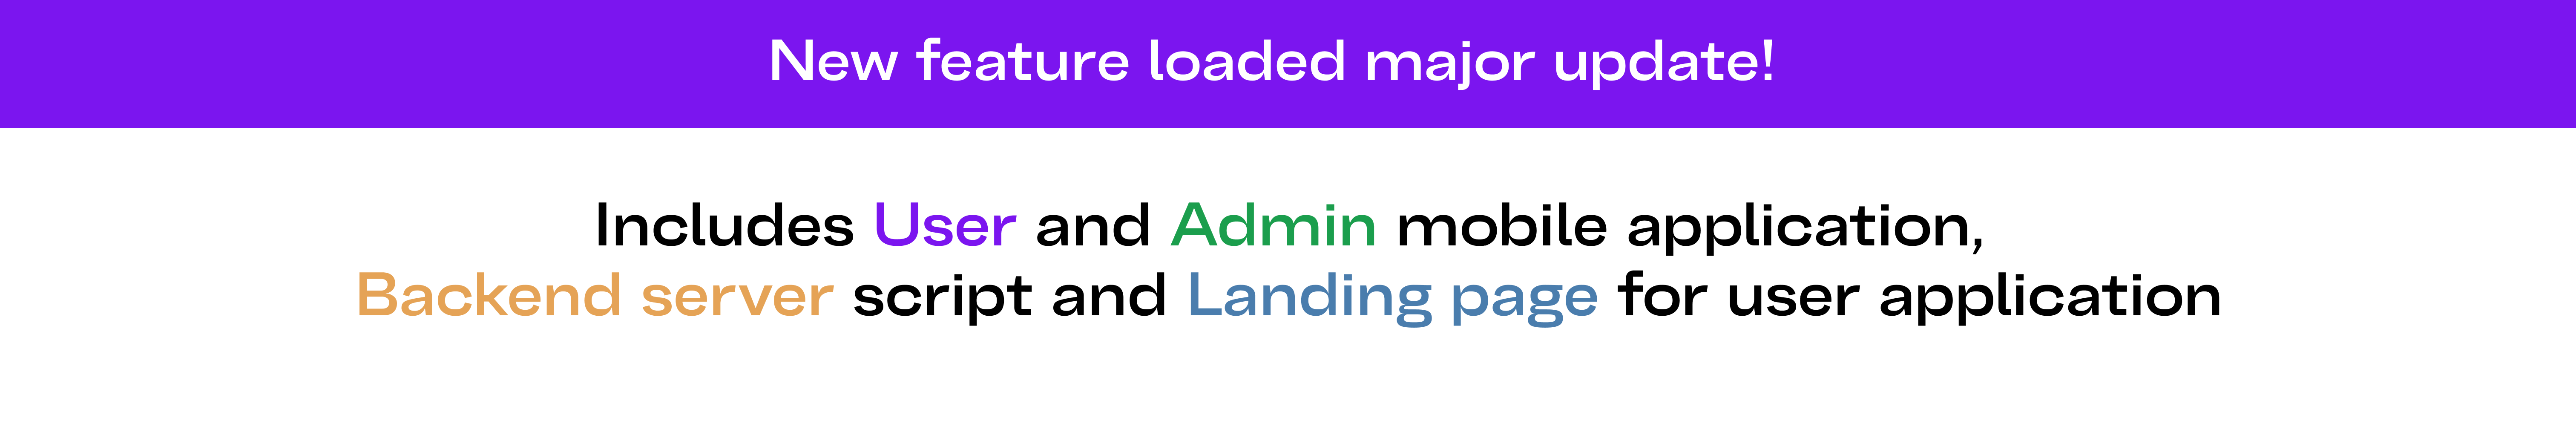 New feature loaded major update!
Includes User and Admin mobile application,
Backend server script and Landing page for user application